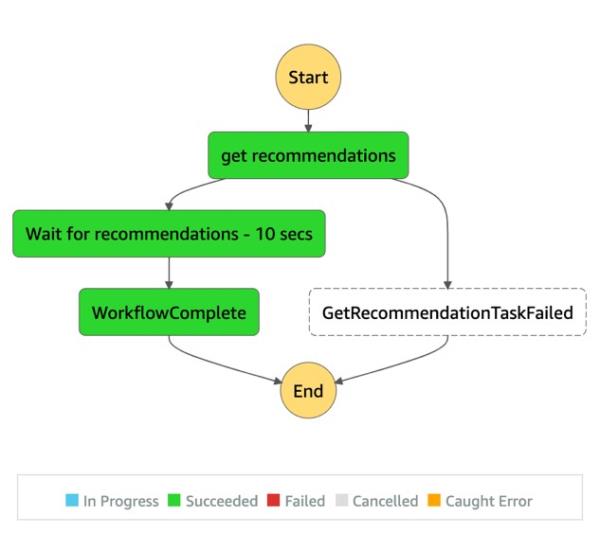 Start
get recommendations
Wait for recommendations - 10 secs
WorkflowComplete
GetRecommendationTaskFailed
End
In Progress Succeeded Failed Cancelled Caught Error